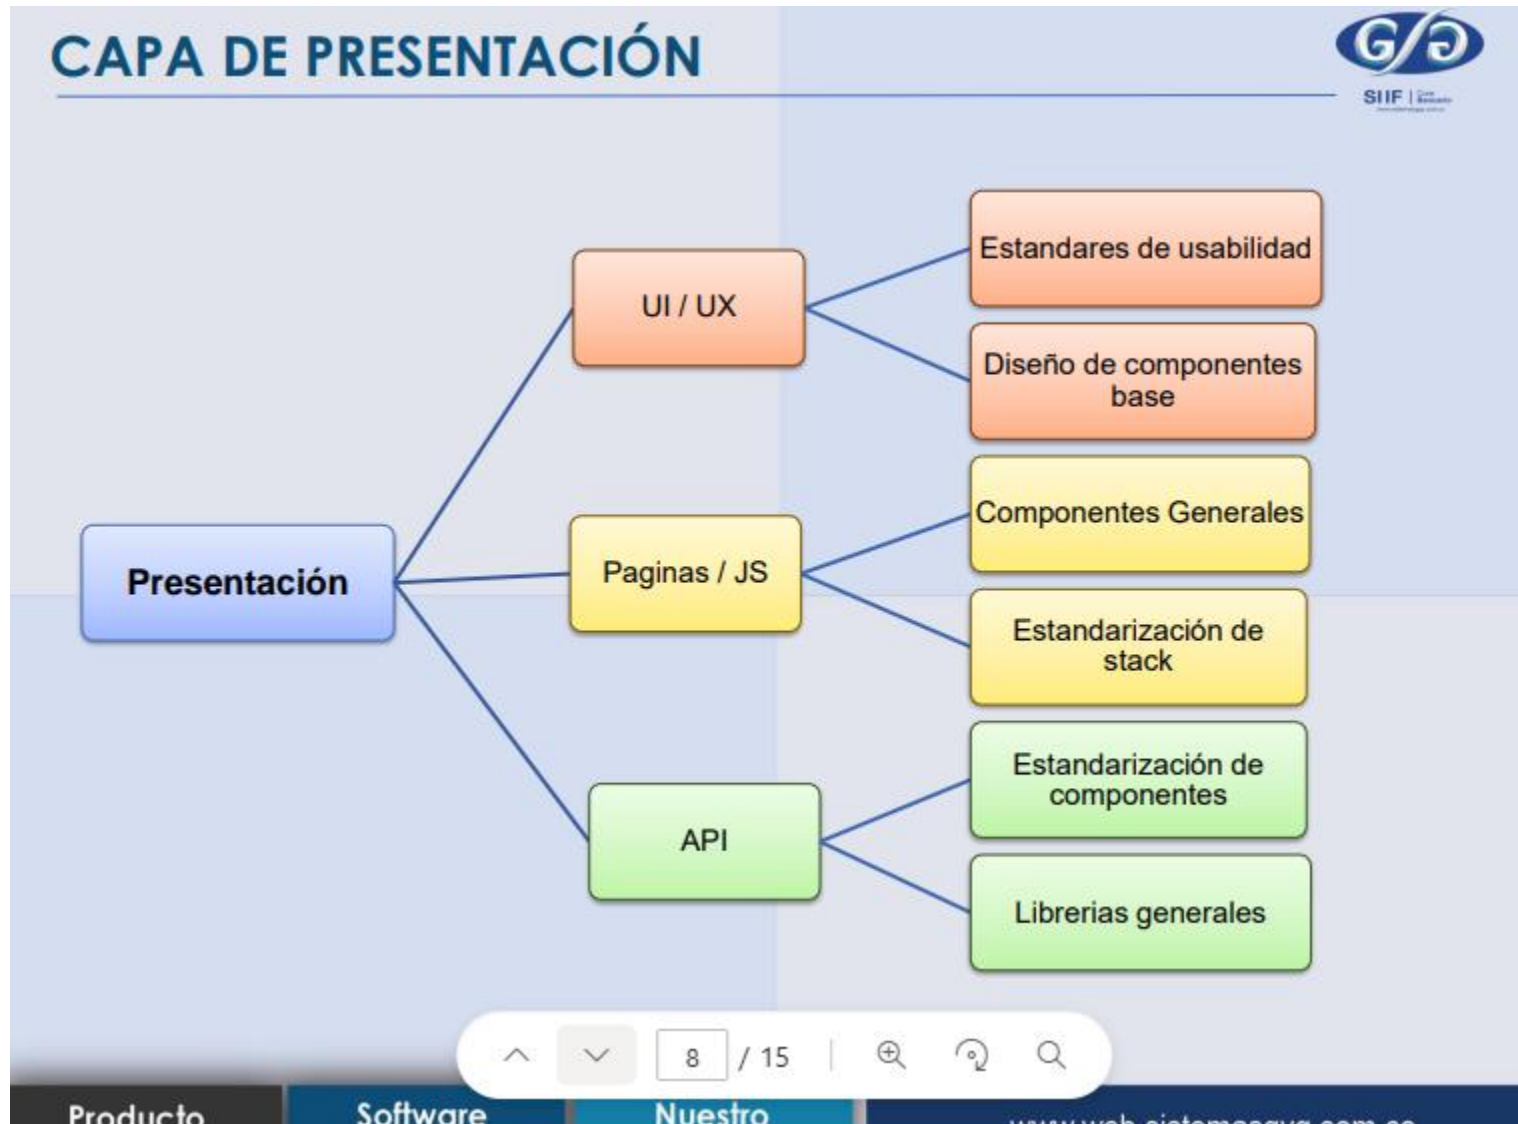 CAPA DE PRESENTACIÓN
SIIF
Estandares de usabilidad
UI / UX
Diseño de componentes
base
Componentes Generales
Presentación
Paginas / JS
Estandarización de
stack
Estandarización de
componentes
API
Librerias generales
8 / 15
Producto
Software
Nuestro